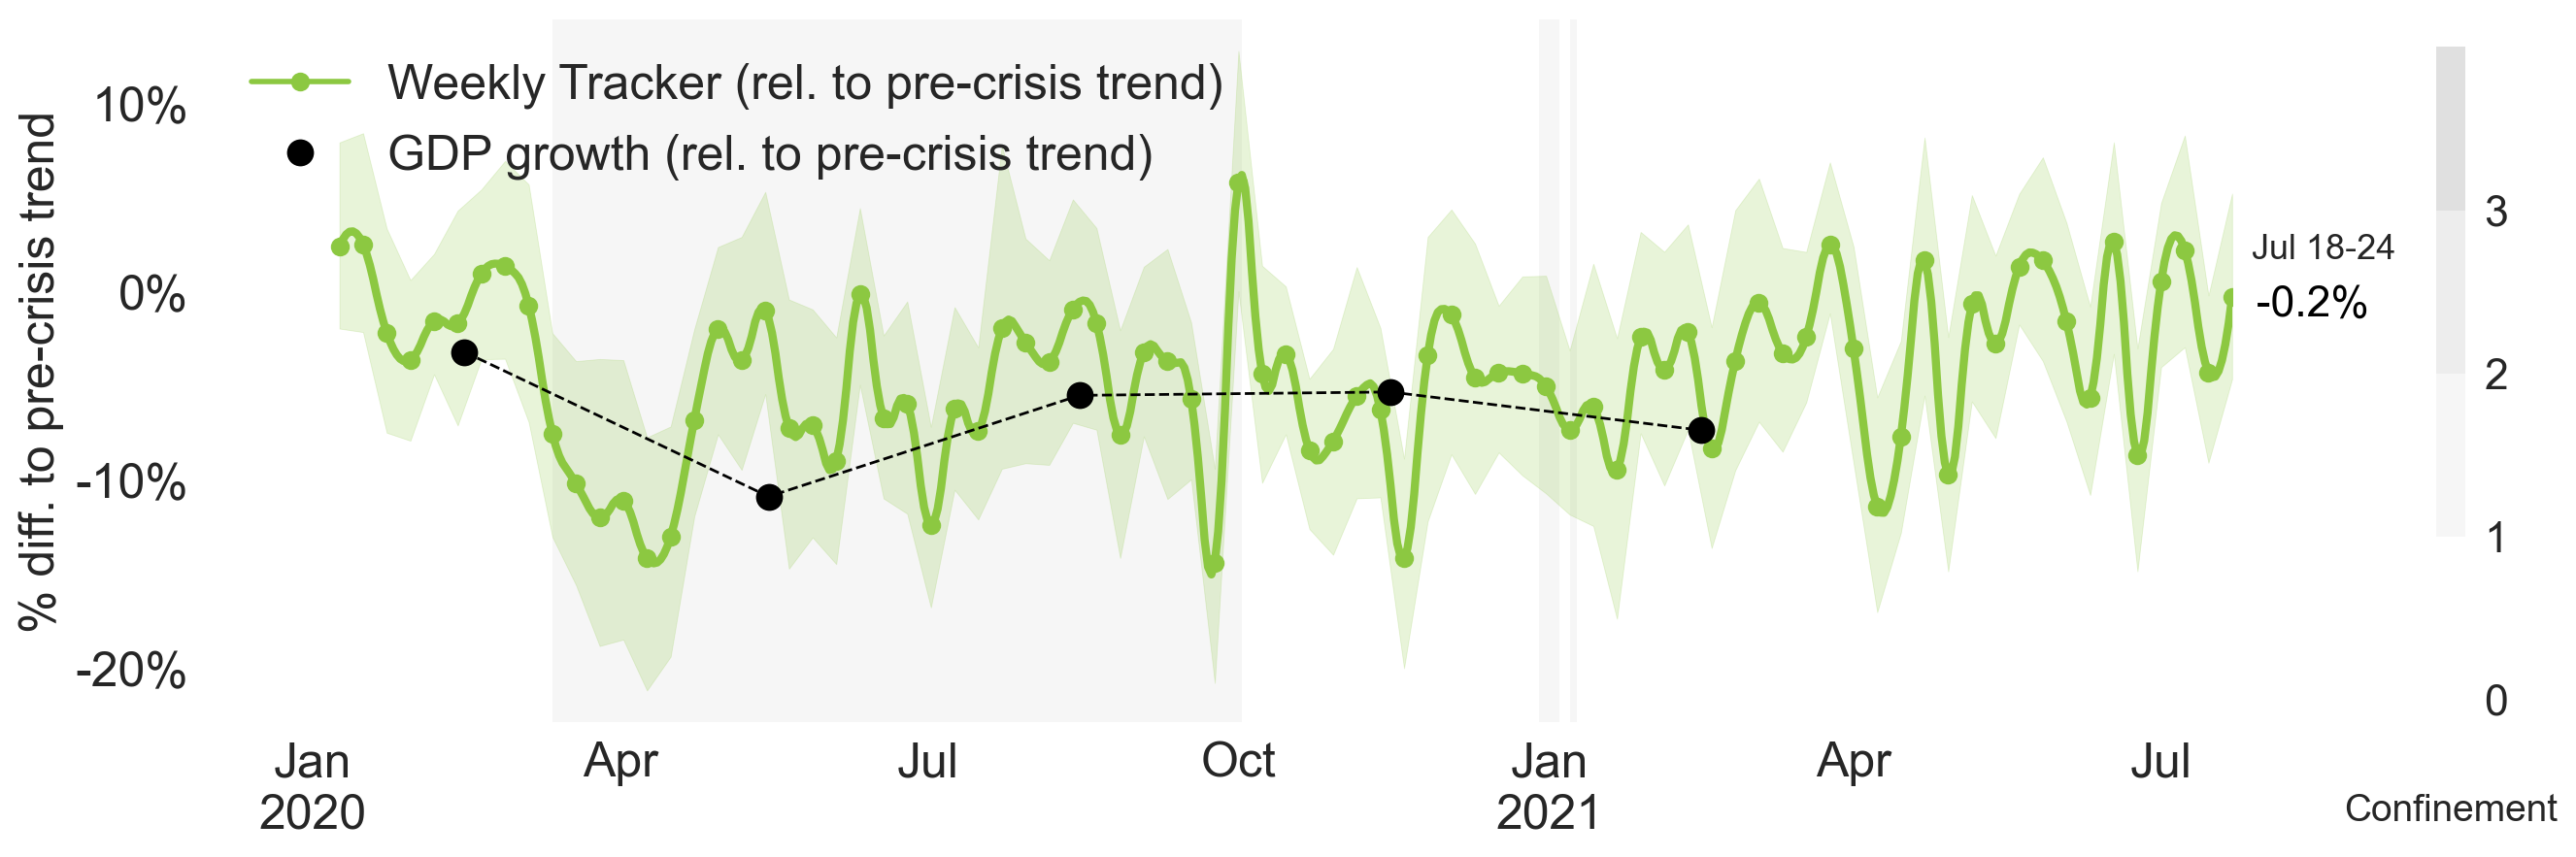 % diff. to pre-crisis trend
10%
0%
-10%
-20%
Weekly Tracker (rel. to pre-crisis trend)
GDP growth (rel. to pre-crisis trend)
Jul 18-24
-0.2%
3
2
1
0
Jan
2020
Apr
Jul
Oct
Jan
2021
Apr
Jul
Confinement